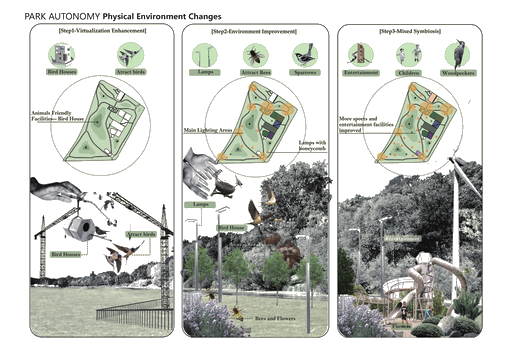 PARK AUTONOMY Physical Environment Changes
[Step1-Virtualization Enhancement]
Bird Houses
Attract birds
Animals Friendly
Facilities— Bird House
Attract birds
Bird Houses
[Step2-Environment Improvement]
Lamps
Attract Bees
Sparrows
Main Lighting Areas
Lamps with
honeycomb
Lamps
Bird House
Bees and Flowers
[Step3-Mixed Symbiosis]
Entertainment
Children
Woodpeckers
More sports and
entertainment facilities
improved
Entertainment
Flowers